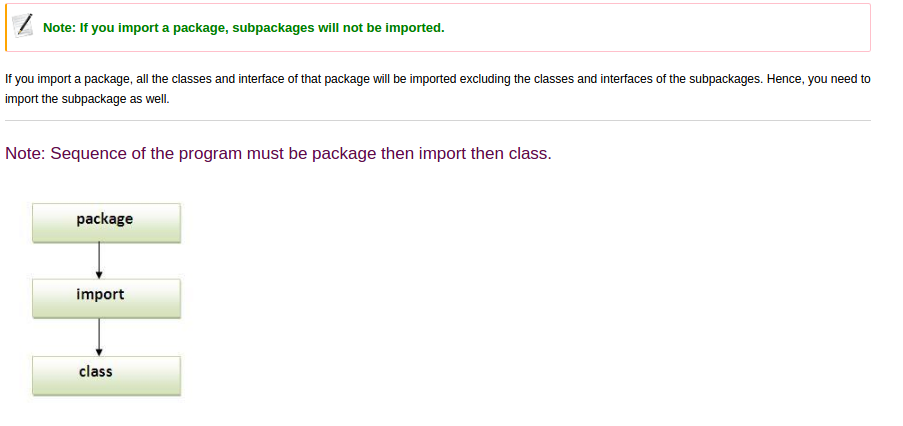 Note: If you import a package, subpackages will not be imported.
If you import a package, all the classes and interface of that package will be imported excluding the classes and interfaces of the subpackages. Hence, you need to
import the subpackage as well.
Note: Sequence of the program must be package then import then class.
package
import
class